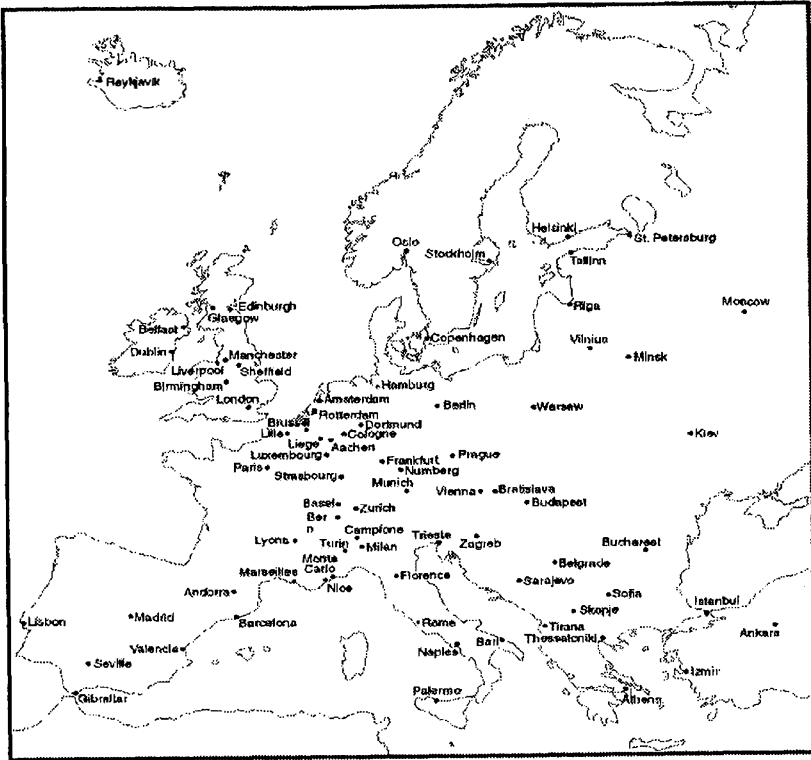 Reykjavik
Helsinki
St. Petersburg
Oslo
Stockholm
Tallinn
Edinburgh
Glasgow
Riga
Moscow
Belfast
Copenhagen
Vilnius
Dublin
Manchester
Minsk
Liverpool
Sheffield
Birmingham
Hamburg
London
Amsterdam
Berlin
Warsaw
Rotterdam
Brussel
Dortmund
Lille
Cologne
Kiev
Liege
Aachen
Luxembourg
Frankfurt
Prague
Paris
Nurnberg
Strasbourg
Munich
Vienna
Bratislava
Budapest
Basel
Zurich
Ber
n
Campione
Lyons
Turin
Milan
Trieste
Zagreb
Bucharest
Monte
Carlo
Belgrade
Marseilles
Nice
Florence
Sarajevo
Andorra
Sofia
Istanbul
Skopje
Lisbon
Madrid
Barcelona
Rome
Tirana
Ankara
Thessaloniki
Valencia
Naples
Bari
Seville
Izmir
Gibraltar
Palermo
Athens